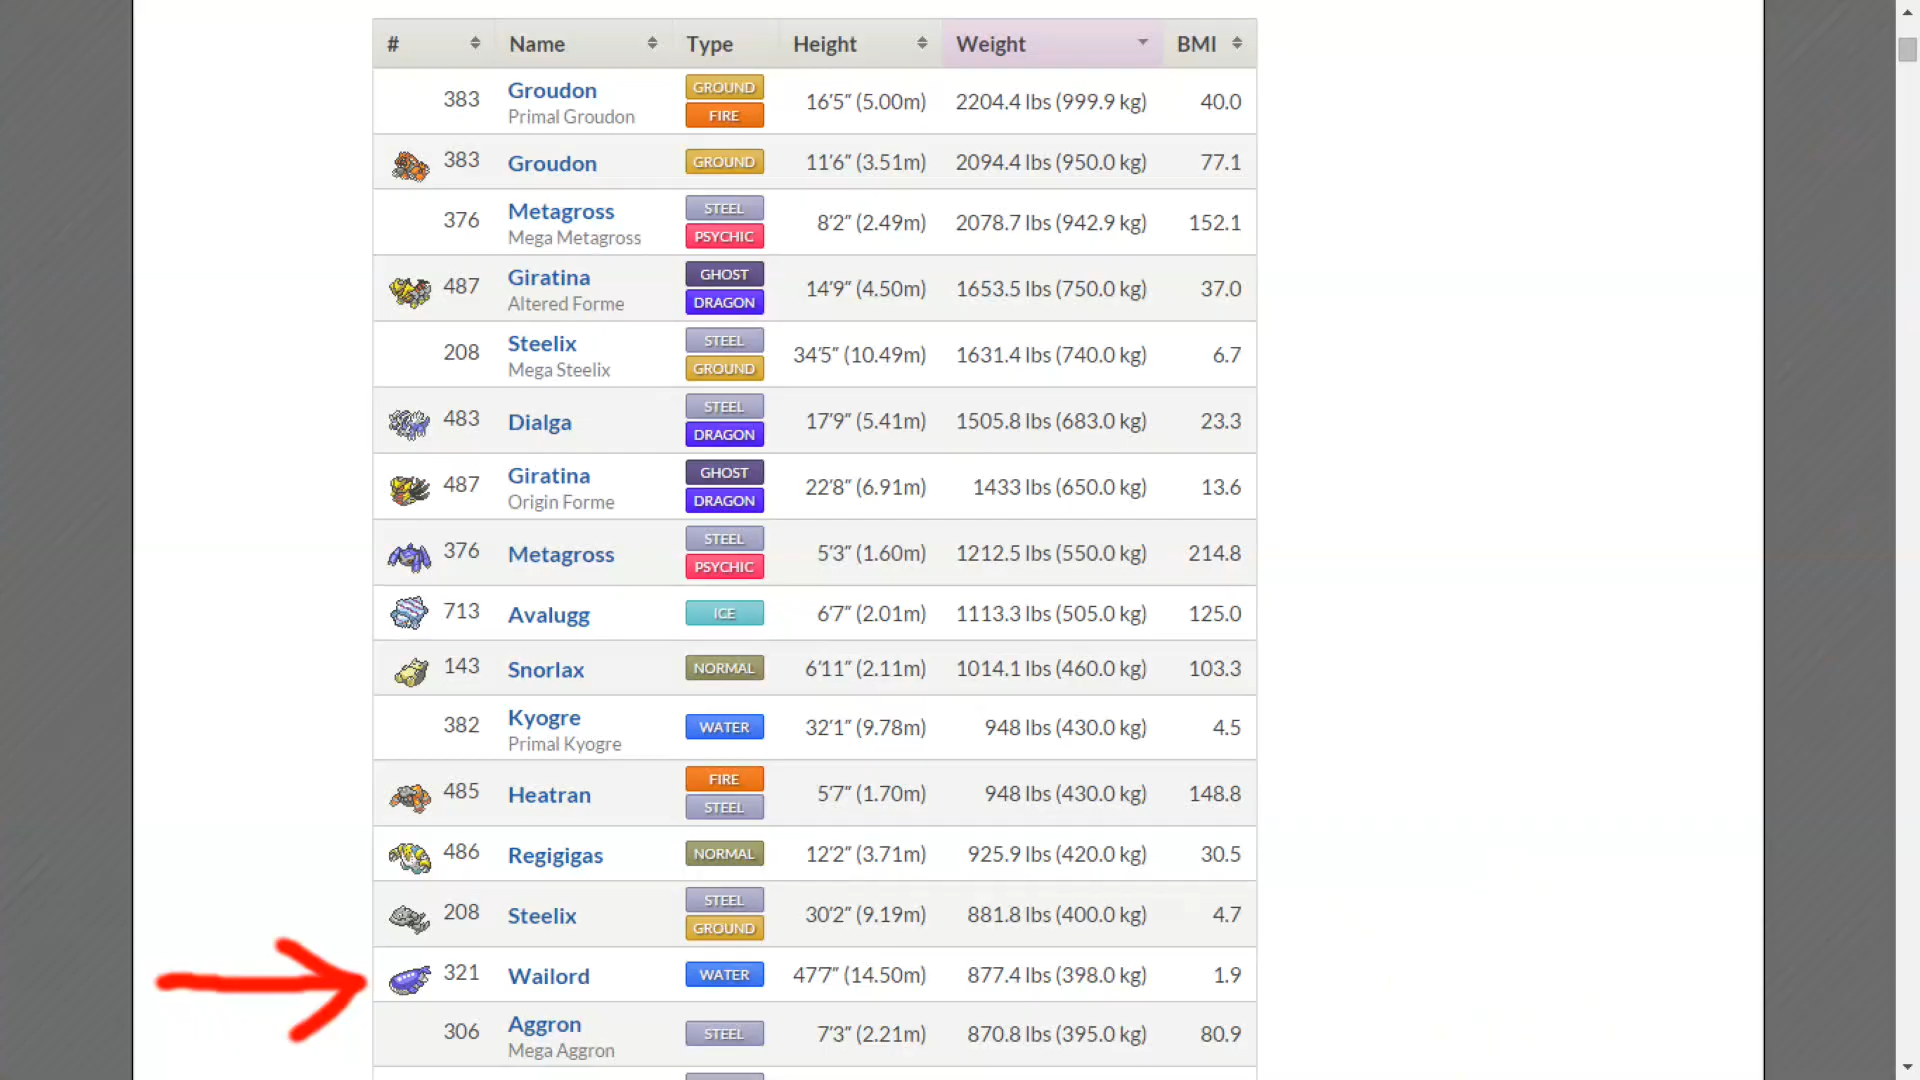 # Name Type Height Weight BMI
383 Groudon Primal Groudon GROUND FIRE 16'5" (5.00m) 2204.4 lbs (999.9 kg) 40.0
383 Groudon GROUND 11'6" (3.51m) 2094.4 lbs (950.0 kg) 77.1
376 Metagross Mega Metagross STEEL PSYCHIC 8'2" (2.49m) 2078.7 lbs (942.9 kg) 152.1
487 Giratina Altered Forme GHOST DRAGON 14'9" (4.50m) 1653.5 lbs (750.0 kg) 37.0
208 Steelix Mega Steelix STEEL GROUND 34'5" (10.49m) 1631.4 lbs (740.0 kg) 6.7
483 Dialga STEEL DRAGON 17'9" (5.41m) 1505.8 lbs (683.0 kg) 23.3
487 Giratina Origin Forme GHOST DRAGON 22'8" (6.91m) 1433 lbs (650.0 kg) 13.6
376 Metagross STEEL PSYCHIC 5'3" (1.60m) 1212.5 lbs (550.0 kg) 214.8
713 Avalugg ICE 6'7" (2.01m) 1113.3 lbs (505.0 kg) 125.0
143 Snorlax NORMAL 6'11" (2.11m) 1014.1 lbs (460.0 kg) 103.3
382 Kyogre Primal Kyogre WATER 32'1" (9.78m) 948 lbs (430.0 kg) 4.5
485 Heatran FIRE STEEL 5'7" (1.70m) 948 lbs (430.0 kg) 148.8
486 Regigigas NORMAL 12'2" (3.71m) 925.9 lbs (420.0 kg) 30.5
208 Steelix STEEL GROUND 30'2" (9.19m) 881.8 lbs (400.0 kg) 4.7
321 Wailord WATER 47'7" (14.50m) 877.4 lbs (398.0 kg) 1.9
306 Aggron Mega Aggron STEEL 7'3" (2.21m) 870.8 lbs (395.0 kg) 80.9